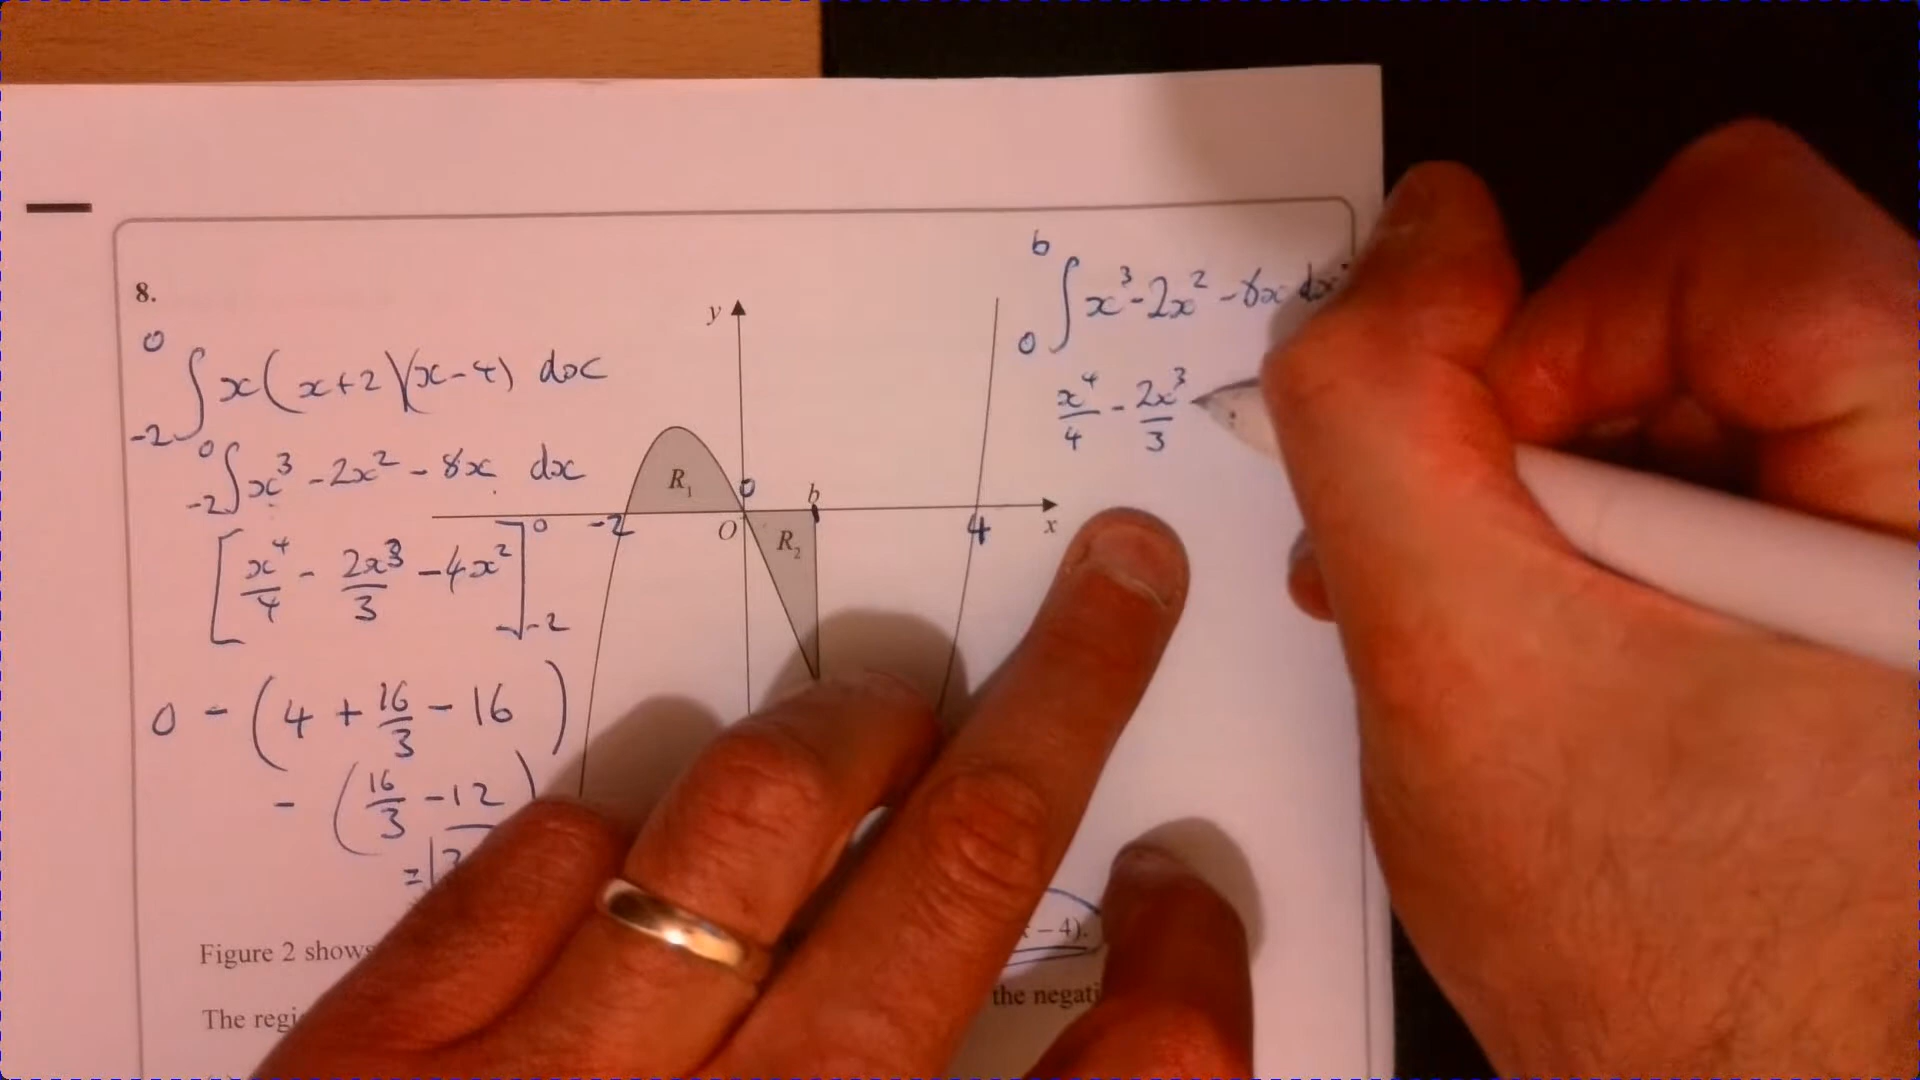 8.
0
∫ x(x+2)(x-4) dx
-2
0
∫ x³ - 2x² - 8x dx
-2
[x⁴/4 - 2x³/3 - 4x²]⁰₋₂
0 - (4 + 16/3 - 16)
- (16/3 - 12)
=
y
R₁
0
b
-2
O
R₂
4
x
b
∫ x³ - 2x² - 8x dx
0
x⁴/4 - 2x³/3
Figure 2 shows
- 4).
The
the